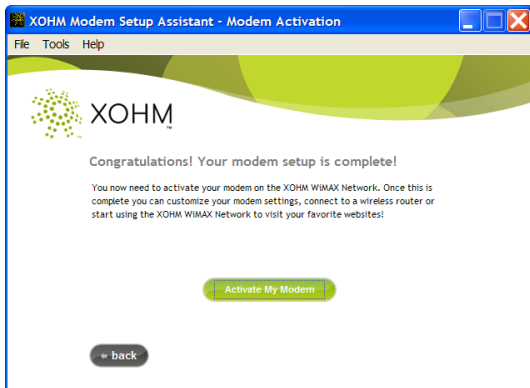 XOHM Modem Setup Assistant - Modem Activation
File Tools Help
XOHM™
Congratulations! Your modem setup is complete!
You now need to activate your modem on the XOHM WiMAX Network. Once this is
complete you can customize your modem settings, connect to a wireless router or
start using the XOHM WIMAX Network to visit your favorite websites!
Activate My Modem
back